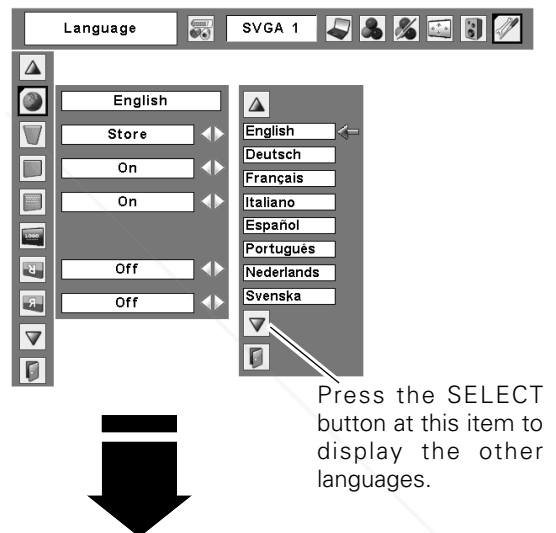 Language
SVGA 1
English
Store
On
On
LOGO
Off
Off
English
Deutsch
Français
Italiano
Español
Português
Nederlands
Svenska
Press the SELECT
button at this item to
display the other
languages.